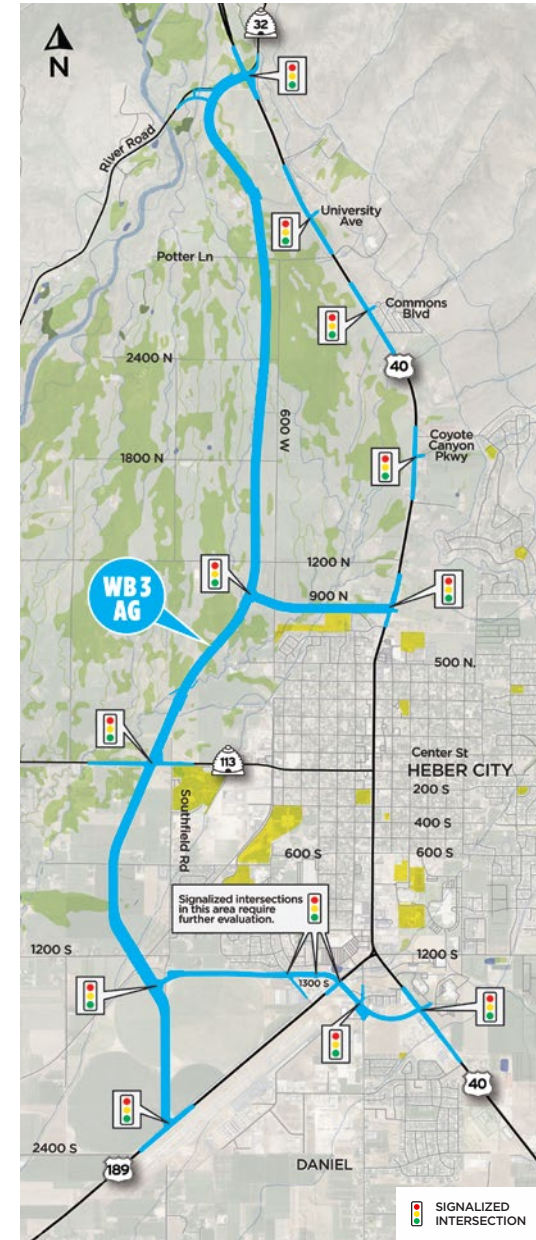 32
N
River Road
University
Ave
Potter Ln
Commons
Blvd
2400 N
40
600 W
Coyote
Canyon
Pkwy
1800 N
1200 N
WB 3
AG
900 N
500 N.
Center St
113
HEBER CITY
200 S
Southfield Rd
400 S
600 S
600 S
Signalized intersections
in this area require
further evaluation.
1200 S
1200 S
1300 S
40
2400 S
189
DANIEL
SIGNALIZED
INTERSECTION